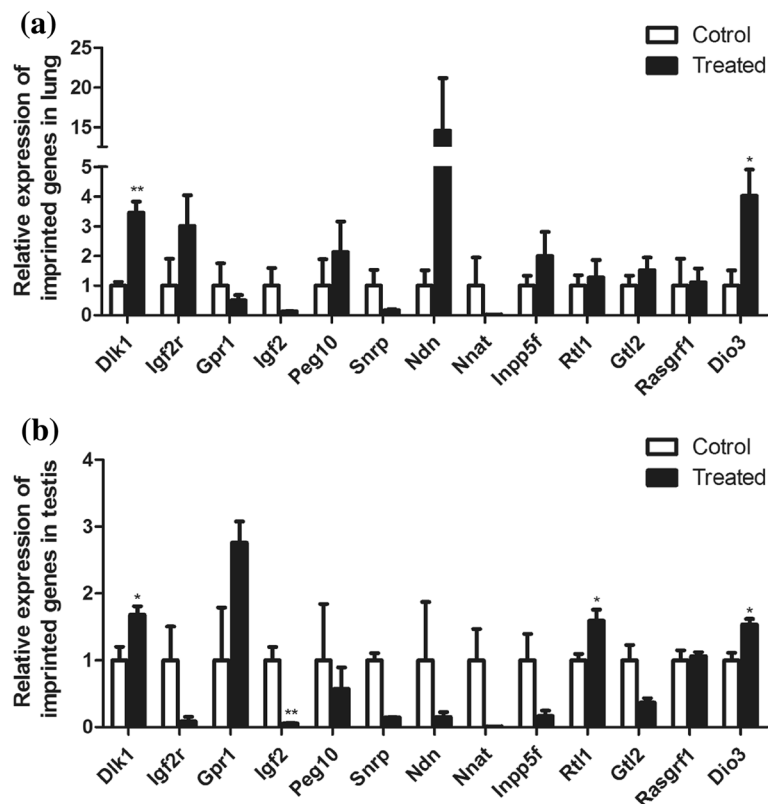 (a)
Relative expression of
imprinted genes in lung
25
20
15
10
5
4
3
2
1
0
Cotrol
Treated
**
*
Dlk1
Igf2r
Gpr1
Igf2
Peg10
Snrp
Ndn
Nnat
Inpp5f
Rtl1
Gtl2
Rasgrf1
Dio3
(b)
Relative expression of
imprinted genes in testis
4
3
2
1
0
Cotrol
Treated
*
**
*
*
Dlk1
Igf2r
Gpr1
Igf2
Peg10
Snrp
Ndn
Nnat
Inpp5f
Rtl1
Gtl2
Rasgrf1
Dio3